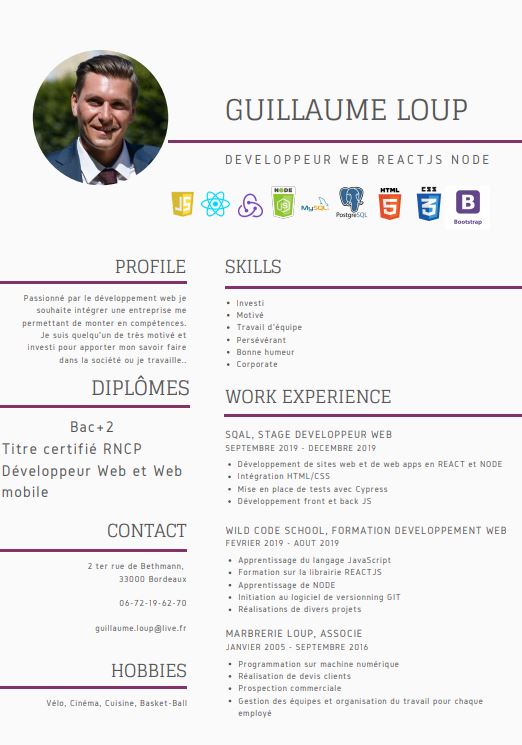 GUILLAUME LOUP
DEVELOPPEUR WEB REACTJS NODE
JS
NODE
JS
MySQL
PostgreSQL
HTML
5
CSS
3
B
Bootstrap
PROFILE
Passionné par le développement web je
souhaite intégrer une entreprise me
permettant de monter en compétences.
Je suis quelqu'un de très motivé et
investi pour apporter mon savoir faire
dans la société ou je travaille..
DIPLÔMES
Bac+2
Titre certifié RNCP
Développeur Web et Web
mobile
CONTACT
2 ter rue de Bethmann,
33000 Bordeaux
06-72-19-62-70
guillaume.loup@live.fr
HOBBIES
Vélo, Cinéma, Cuisine, Basket-Ball
SKILLS
• Investi
• Motivé
• Travail d'équipe
• Persévérant
• Bonne humeur
• Corporate
WORK EXPERIENCE
SQAL, STAGE DEVELOPPEUR WEB
SEPTEMBRE 2019 - DECEMBRE 2019
• Développement de sites web et de web apps en REACT et NODE
• Intégration HTML/CSS
• Mise en place de tests avec Cypress
• Développement front et back JS
WILD CODE SCHOOL, FORMATION DEVELOPPEMENT WEB
FEVRIER 2019 - AOUT 2019
• Apprentissage du langage JavaScript
• Formation sur la librairie REACTJS
• Apprentissage de NODE
• Initiation au logiciel de versionning GIT
• Réalisations de divers projets
MARBRERIE LOUP, ASSOCIE
JANVIER 2005 - SEPTEMBRE 2016
• Programmation sur machine numérique
• Réalisation de devis clients
• Prospection commerciale
• Gestion des équipes et organisation du travail pour chaque
employé